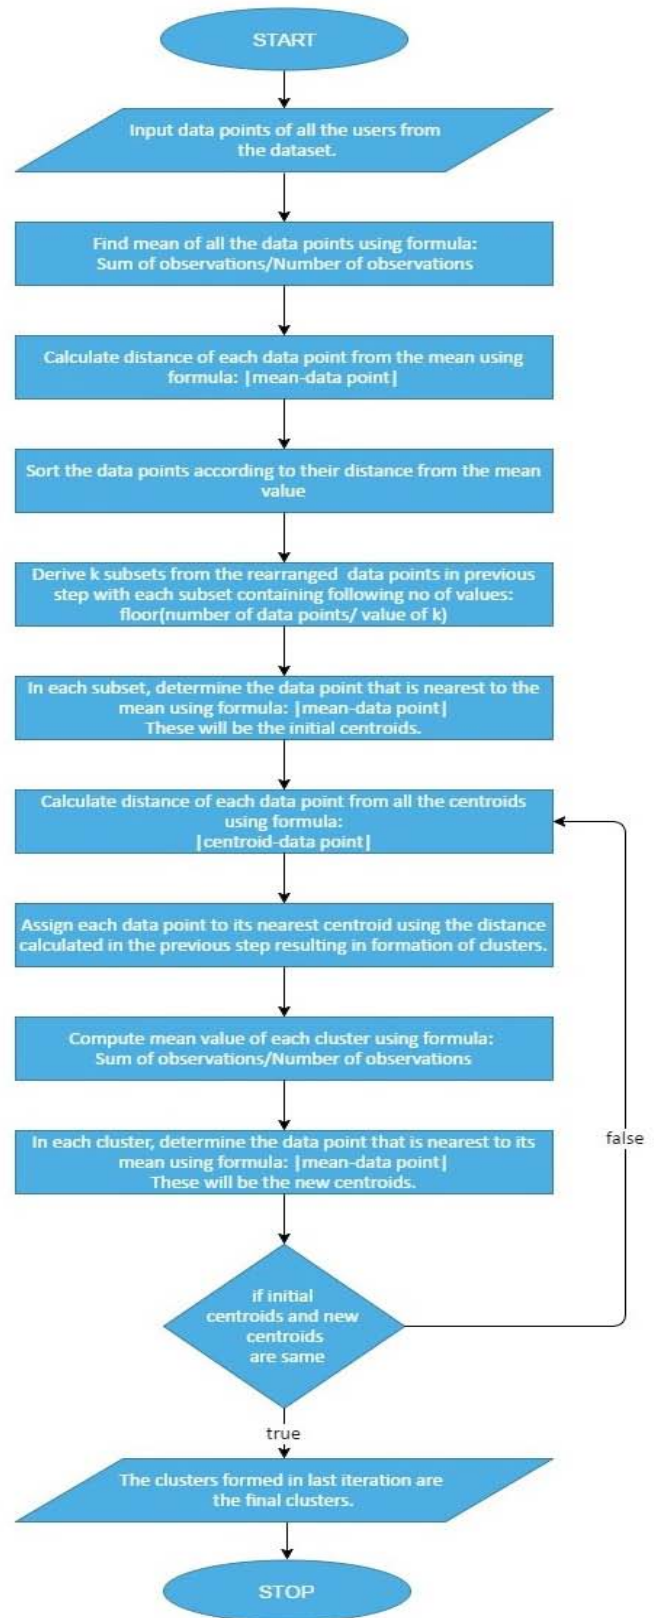 START
Input data points of all the users from
the dataset.
Find mean of all the data points using formula:
Sum of observations/Number of observations
Calculate distance of each data point from the mean using
formula: |mean-data point|
Sort the data points according to their distance from the mean
value
Derive k subsets from the rearranged  data points in previous
step with each subset containing following no of values:
floor(number of data points/ value of k)
In each subset, determine the data point that is nearest to the
mean using formula: |mean-data point|
These will be the initial centroids.
Calculate distance of each data point from all the centroids
using formula:
|centroid-data point|
Assign each data point to its nearest centroid using the distance
calculated in the previous step resulting in formation of clusters.
Compute mean value of each cluster using formula:
Sum of observations/Number of observations
In each cluster, determine the data point that is nearest to its
mean using formula: |mean-data point|
These will be the new centroids.
false
if initial
centroids and new
centroids
are same
true
The clusters formed in last iteration are
the final clusters.
STOP